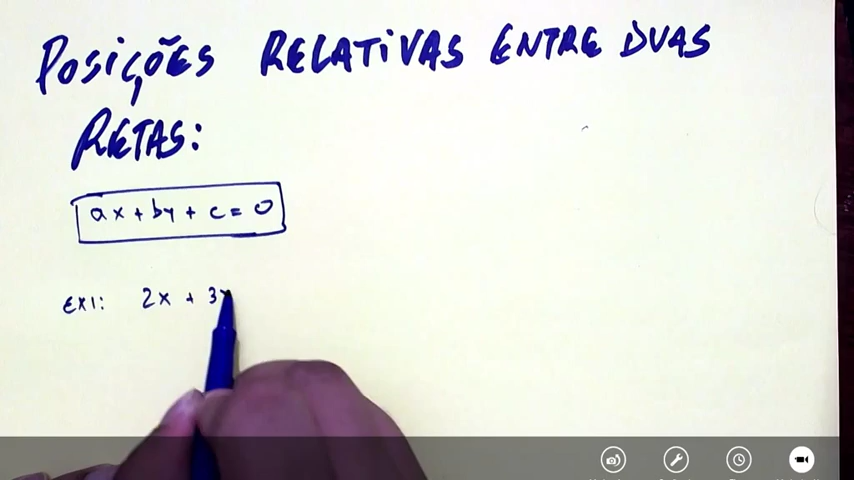 POSIÇÕES RELATIVAS ENTRE DUAS
RETAS:
ax + by + c = 0
EX1: 2x + 3